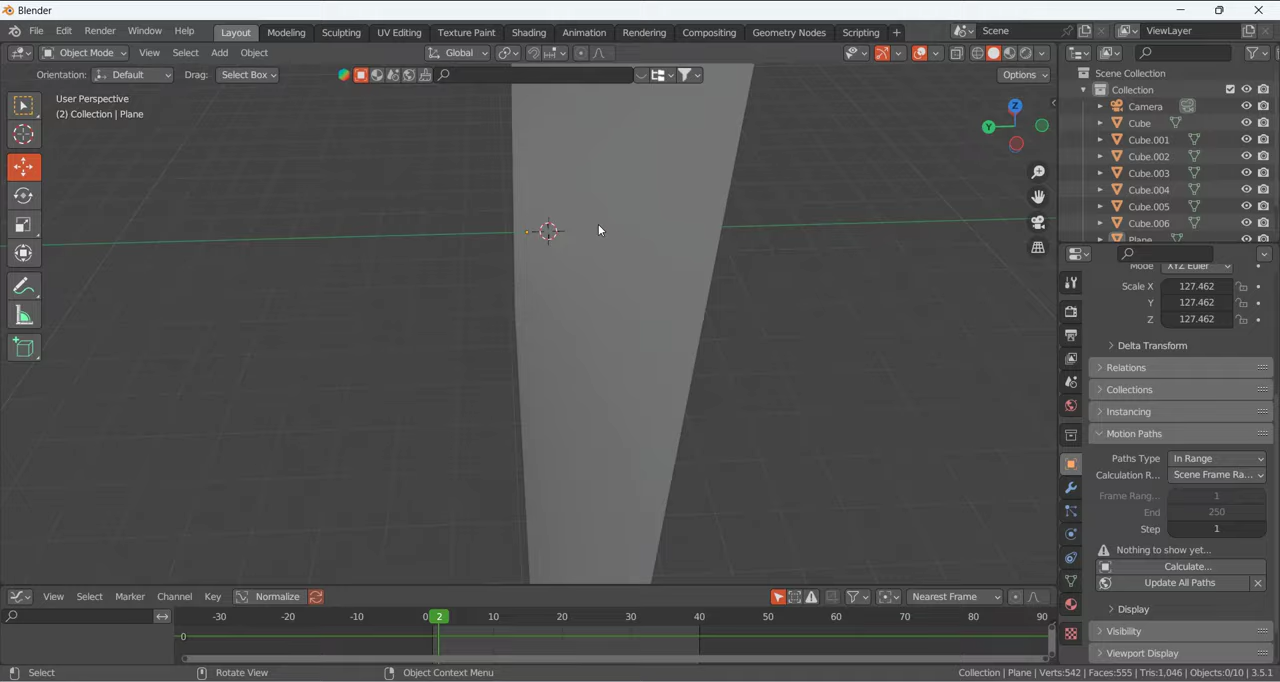 Blender
File Edit Render Window Help Layout Modeling Sculpting UV Editing Texture Paint Shading Animation Rendering Compositing Geometry Nodes Scripting + Scene ViewLayer
Object Mode View Select Add Object Global
Orientation: Default Drag: Select Box Options
User Perspective
(2) Collection | Plane
Z
Y
Scene Collection
Collection
Camera
Cube
Cube.001
Cube.002
Cube.003
Cube.004
Cube.005
Cube.006
Plane
Mode XYZ Euler
Scale X 127.462
Y 127.462
Z 127.462
Delta Transform
Relations
Collections
Instancing
Motion Paths
Paths Type In Range
Calculation R... Scene Frame Ra...
Frame Rang... 1
End 250
Step 1
Nothing to show yet...
Calculate...
Update All Paths
Display
Visibility
Viewport Display
View Select Marker Channel Key Normalize Nearest Frame
-30 -20 -10 0 2 10 20 30 40 50 60 70 80 90
0
Select Rotate View Object Context Menu Collection | Plane | Verts:542 | Faces:555 | Tris:1,046 | Objects:0/10 | 3.5.1